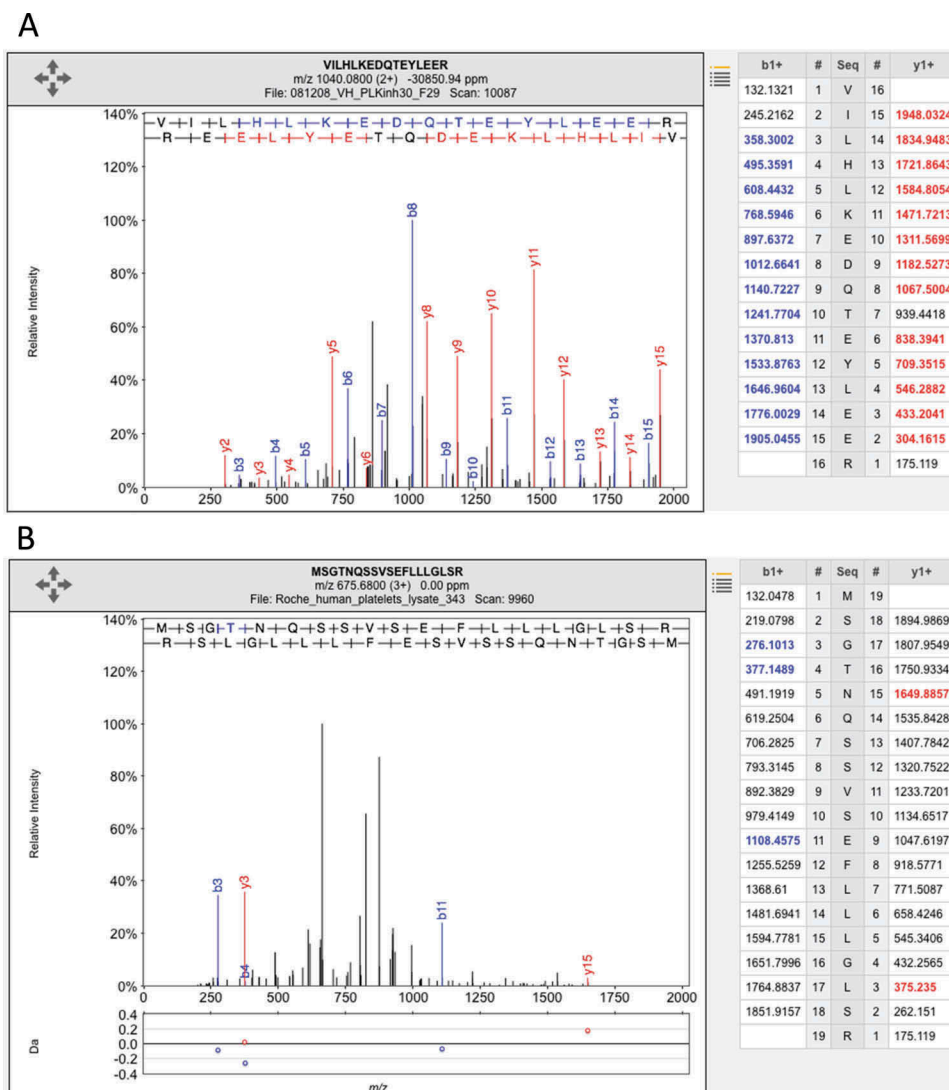 A
VILHLKEDQTEYLEER
m/z 1040.0800 (2+) -30850.94 ppm
File: 081208_VH_PLKinh30_F29 Scan: 10087
V I L H L K E D Q T E Y L E E R
R E E L Y E T Q D E K L H L I V
140%
120%
100%
80%
60%
40%
20%
0%
Relative Intensity
y2 b3 b4 y3 y4 b5 y5 b6 y6 b7 b8 y8 b9 y9 b10 y10 b11 y11 b12 y12 b13 y13 b14 y14 b15 y15
0 250 500 750 1000 1250 1500 1750 2000
b1+ # Seq # y1+
132.1321 1 V 16
245.2162 2 I 15 1948.0324
358.3002 3 L 14 1834.9483
495.3591 4 H 13 1721.8643
608.4432 5 L 12 1584.8054
768.5946 6 K 11 1471.7213
897.6372 7 E 10 1311.5699
1012.6641 8 D 9 1182.5273
1140.7227 9 Q 8 1067.5004
1241.7704 10 T 7 939.4418
1370.813 11 E 6 838.3941
1533.8763 12 Y 5 709.3515
1646.9604 13 L 4 546.2882
1776.0029 14 E 3 433.2041
1905.0455 15 E 2 304.1615
16 R 1 175.119
B
MSGTNQSSVSEFLLLGLSR
m/z 675.6800 (3+) 0.00 ppm
File: Roche_human_platelets_lysate_343 Scan: 9960
M S G T N Q S S V S E F L L L G L S R
R S L G L L L F E S V S S Q N T G S M
140%
120%
100%
80%
60%
40%
20%
0%
Relative Intensity
b3 y3 b4 b11 y15
0 250 500 750 1000 1250 1500 1750 2000
0.4
0.2
0.0
-0.2
-0.4
Da
m/z
b1+ # Seq # y1+
132.0478 1 M 19
219.0798 2 S 18 1894.9869
276.1013 3 G 17 1807.9549
377.1489 4 T 16 1750.9334
491.1919 5 N 15 1649.8857
619.2504 6 Q 14 1535.8428
706.2825 7 S 13 1407.7842
793.3145 8 S 12 1320.7522
892.3829 9 V 11 1233.7201
979.4149 10 S 10 1134.6517
1108.4575 11 E 9 1047.6197
1255.5259 12 F 8 918.5771
1368.61 13 L 7 771.5087
1481.6941 14 L 6 658.4246
1594.7781 15 L 5 545.3406
1651.7996 16 G 4 432.2565
1764.8837 17 L 3 375.235
1851.9157 18 S 2 262.151
19 R 1 175.119